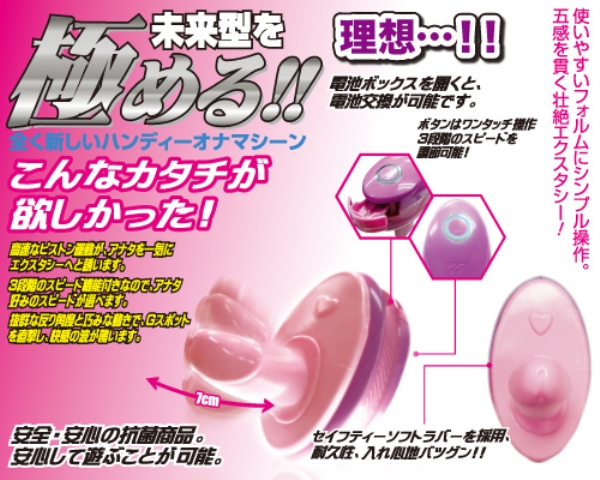 未来型を
極める!!
理想…!!
全く新しいハンディーオナマシーン
こんなカタチが
欲しかった!
高速なピストン運動が、アナタを一気に
エクスタシーへと誘います。
3段階のスピード機能付きなので、アナタ
好みのスピードが選べます。
抜群な反り角度と巧みな動きで、Gスポット
を直撃し、快感の波が襲います。
電池ボックスを開くと、
電池交換が可能です。
ボタンはワンタッチ操作
3段階のスピードを
調節可能!
使いやすいフォルムにシンプル操作。
五感を貫く壮絶エクスタシー!
7cm
安全・安心の抗菌商品。
安心して遊ぶことが可能。
セイフティーソフトラバーを採用、
耐久性、入れ心地バツグン!!